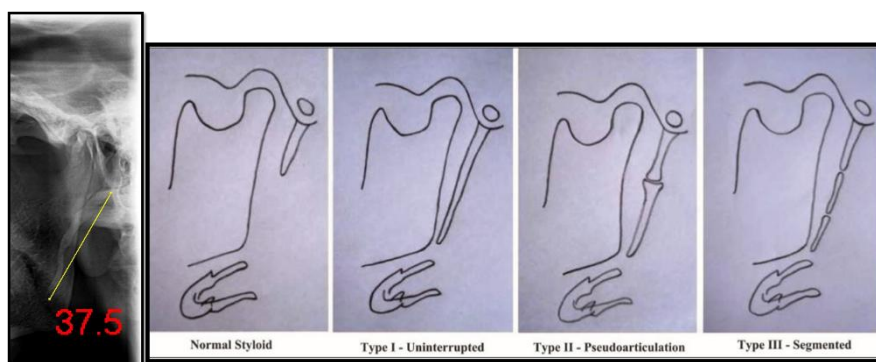 37.5
Normal Styloid
Type I - Uninterrupted
Type II - Pseudoarticulation
Type III - Segmented